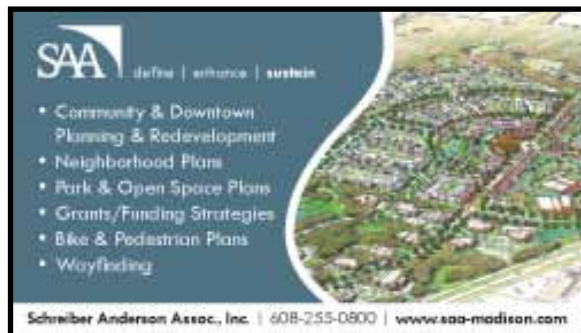 SAA define | enhance | sustain
• Community & Downtown
Planning & Redevelopment
• Neighborhood Plans
• Park & Open Space Plans
• Grants/Funding Strategies
• Bike & Pedestrian Plans
• Wayfinding
Schreiber Anderson Assoc., Inc. | 608-255-0800 | www.saa-madison.com